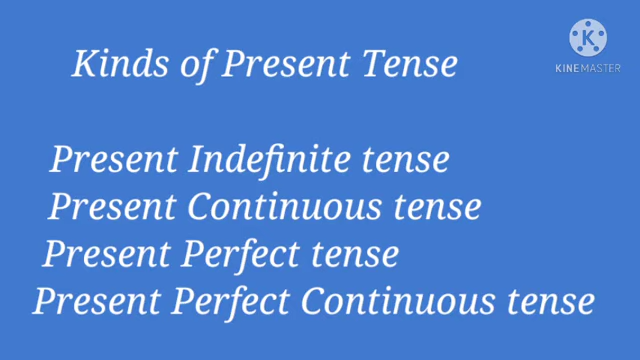 Kinds of Present Tense
KINEMASTER
Present Indefinite tense
Present Continuous tense
Present Perfect tense
Present Perfect Continuous tense